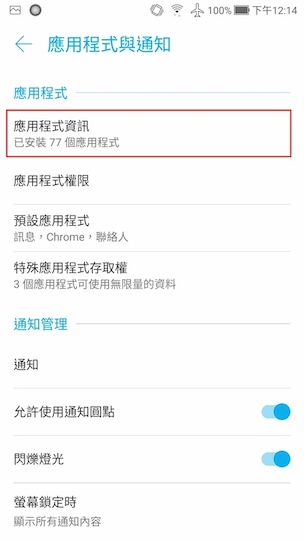 100% 下午12:14
應用程式與通知
應用程式
應用程式資訊
已安裝 77 個應用程式
應用程式權限
預設應用程式
訊息，Chrome，聯絡人
特殊應用程式存取權
3 個應用程式可使用無限量的資料
通知管理
通知
允許使用通知圓點
閃爍燈光
螢幕鎖定時
顯示所有通知內容